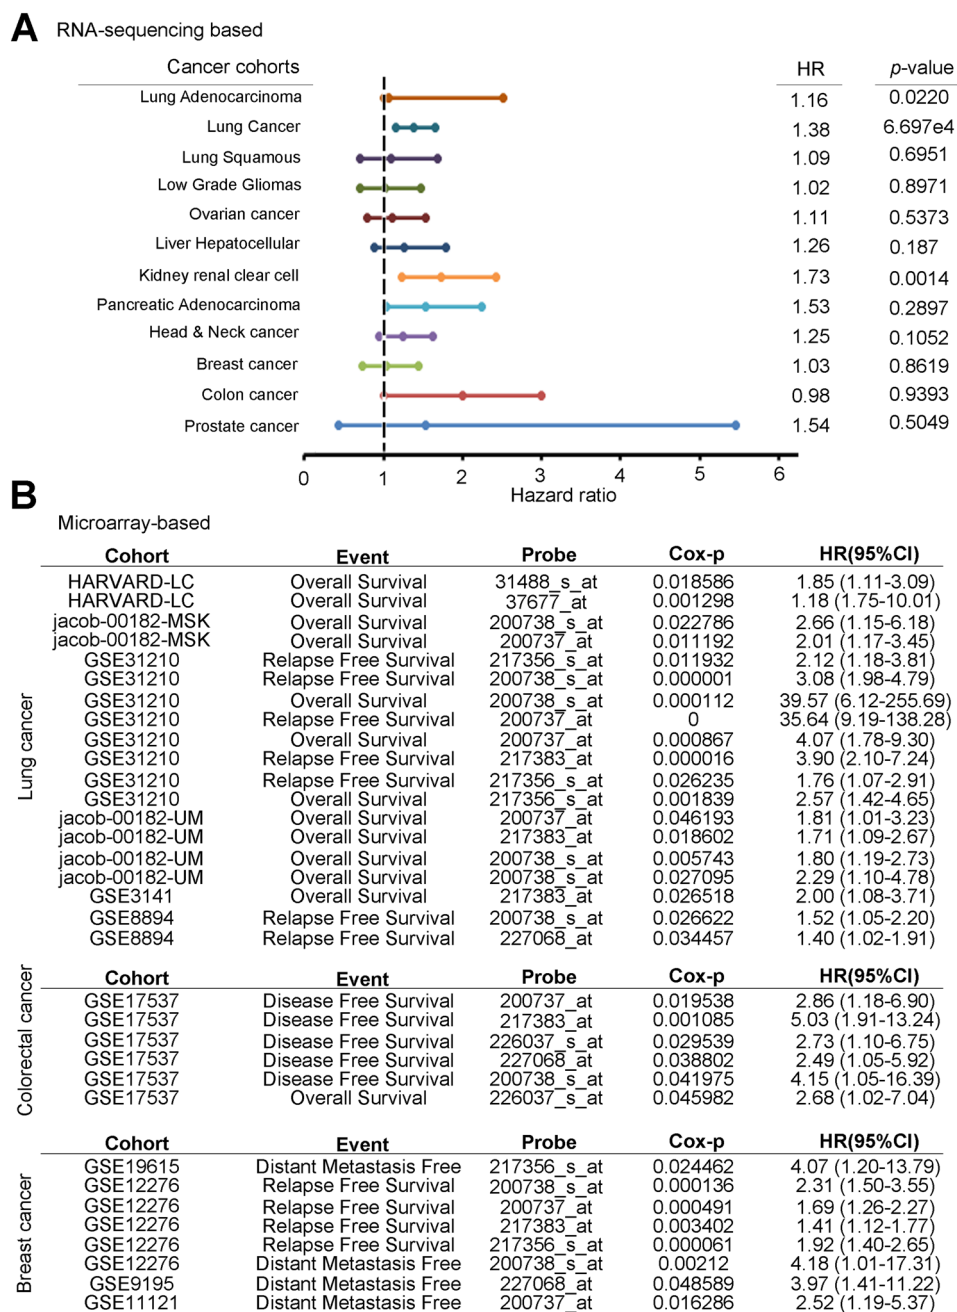 A RNA-sequencing based
Cancer cohorts HR p-value
Lung Adenocarcinoma 1.16 0.0220
Lung Cancer 1.38 6.697e4
Lung Squamous 1.09 0.6951
Low Grade Gliomas 1.02 0.8971
Ovarian cancer 1.11 0.5373
Liver Hepatocellular 1.26 0.187
Kidney renal clear cell 1.73 0.0014
Pancreatic Adenocarcinoma 1.53 0.2897
Head & Neck cancer 1.25 0.1052
Breast cancer 1.03 0.8619
Colon cancer 0.98 0.9393
Prostate cancer 1.54 0.5049
0 1 2 3 4 5 6
Hazard ratio
B
Microarray-based
Lung cancer
Cohort Event Probe Cox-p HR(95%CI)
HARVARD-LC Overall Survival 31488_s_at 0.018586 1.85 (1.11-3.09)
HARVARD-LC Overall Survival 37677_at 0.001298 1.18 (1.75-10.01)
jacob-00182-MSK Overall Survival 200738_s_at 0.022786 2.66 (1.15-6.18)
jacob-00182-MSK Overall Survival 200737_at 0.011192 2.01 (1.17-3.45)
GSE31210 Relapse Free Survival 217356_s_at 0.011932 2.12 (1.18-3.81)
GSE31210 Relapse Free Survival 200738_s_at 0.000001 3.08 (1.98-4.79)
GSE31210 Overall Survival 200738_s_at 0.000112 39.57 (6.12-255.69)
GSE31210 Relapse Free Survival 200737_at 0 35.64 (9.19-138.28)
GSE31210 Overall Survival 200737_at 0.000867 4.07 (1.78-9.30)
GSE31210 Relapse Free Survival 217383_at 0.000016 3.90 (2.10-7.24)
GSE31210 Relapse Free Survival 217356_s_at 0.026235 1.76 (1.07-2.91)
GSE31210 Overall Survival 217356_s_at 0.001839 2.57 (1.42-4.65)
jacob-00182-UM Overall Survival 200737_at 0.046193 1.81 (1.01-3.23)
jacob-00182-UM Overall Survival 217383_at 0.018602 1.71 (1.09-2.67)
jacob-00182-UM Overall Survival 200738_s_at 0.005743 1.80 (1.19-2.73)
jacob-00182-UM Overall Survival 200738_s_at 0.027095 2.29 (1.10-4.78)
GSE3141 Overall Survival 217383_at 0.026518 2.00 (1.08-3.71)
GSE8894 Relapse Free Survival 200738_s_at 0.026622 1.52 (1.05-2.20)
GSE8894 Relapse Free Survival 227068_at 0.034457 1.40 (1.02-1.91)
Colorectal cancer
Cohort Event Probe Cox-p HR(95%CI)
GSE17537 Disease Free Survival 200737_at 0.019538 2.86 (1.18-6.90)
GSE17537 Disease Free Survival 217383_at 0.001085 5.03 (1.91-13.24)
GSE17537 Disease Free Survival 226037_s_at 0.029539 2.73 (1.10-6.75)
GSE17537 Disease Free Survival 227068_at 0.038802 2.49 (1.05-5.92)
GSE17537 Disease Free Survival 200738_s_at 0.041975 4.15 (1.05-16.39)
GSE17537 Overall Survival 226037_s_at 0.045982 2.68 (1.02-7.04)
Breast cancer
Cohort Event Probe Cox-p HR(95%CI)
GSE19615 Distant Metastasis Free 217356_s_at 0.024462 4.07 (1.20-13.79)
GSE12276 Relapse Free Survival 200738_s_at 0.000136 2.31 (1.50-3.55)
GSE12276 Relapse Free Survival 200737_at 0.000491 1.69 (1.26-2.27)
GSE12276 Relapse Free Survival 217383_at 0.003402 1.41 (1.12-1.77)
GSE12276 Relapse Free Survival 217356_s_at 0.000061 1.92 (1.40-2.65)
GSE12276 Distant Metastasis Free 200738_s_at 0.00212 4.18 (1.01-17.31)
GSE9195 Distant Metastasis Free 227068_at 0.048589 3.97 (1.41-11.22)
GSE11121 Distant Metastasis Free 200737_at 0.016286 2.52 (1.19-5.37)